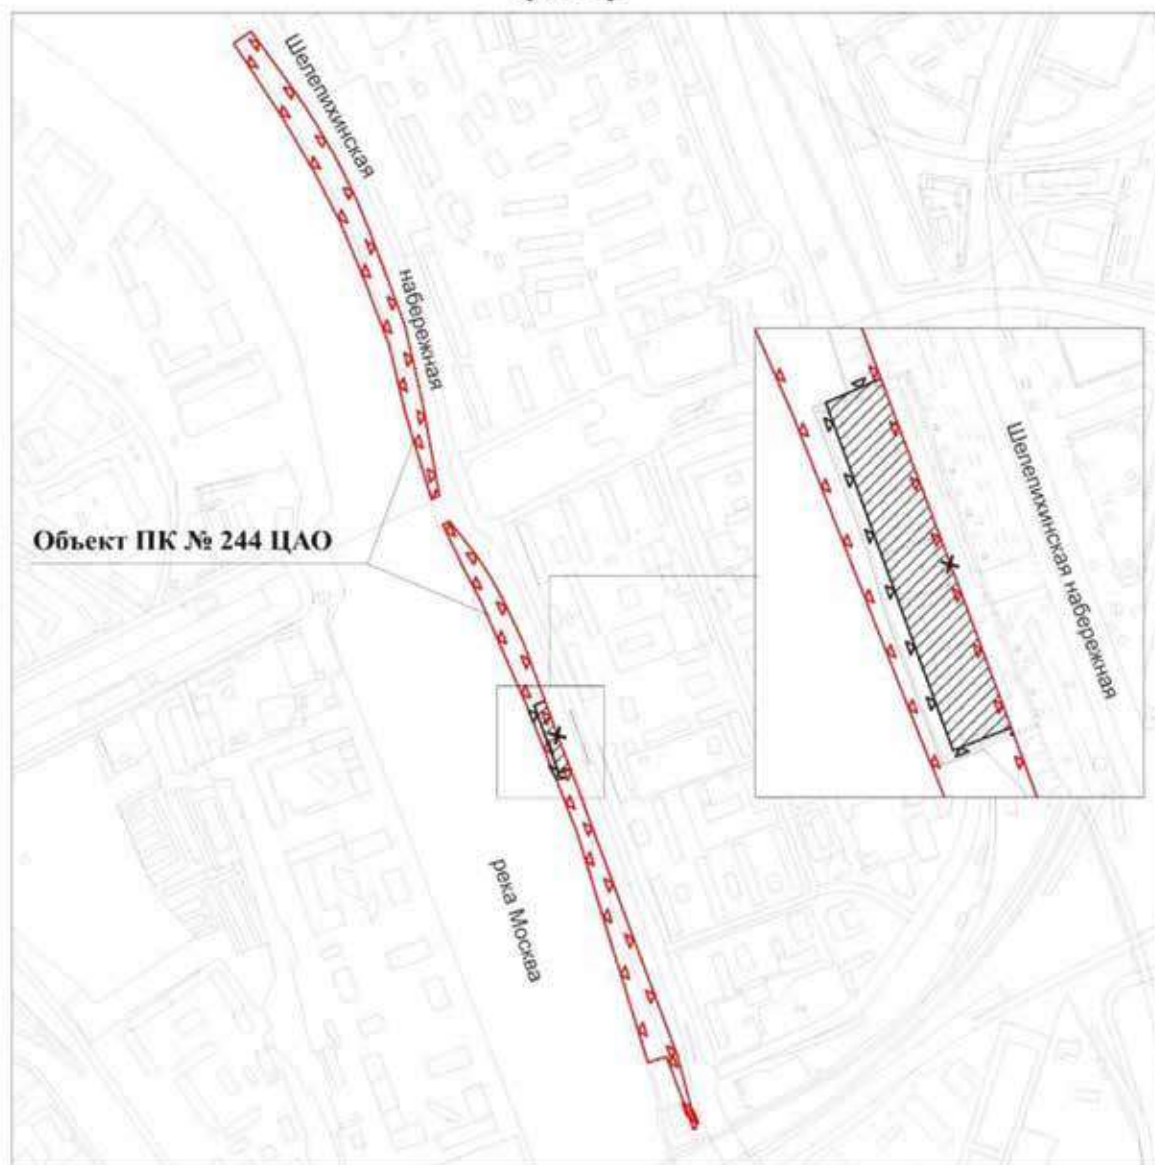 Шелепихинская
набережная
Объект ПК № 244 ЦАО
Шелепихинская набережная
река Москва